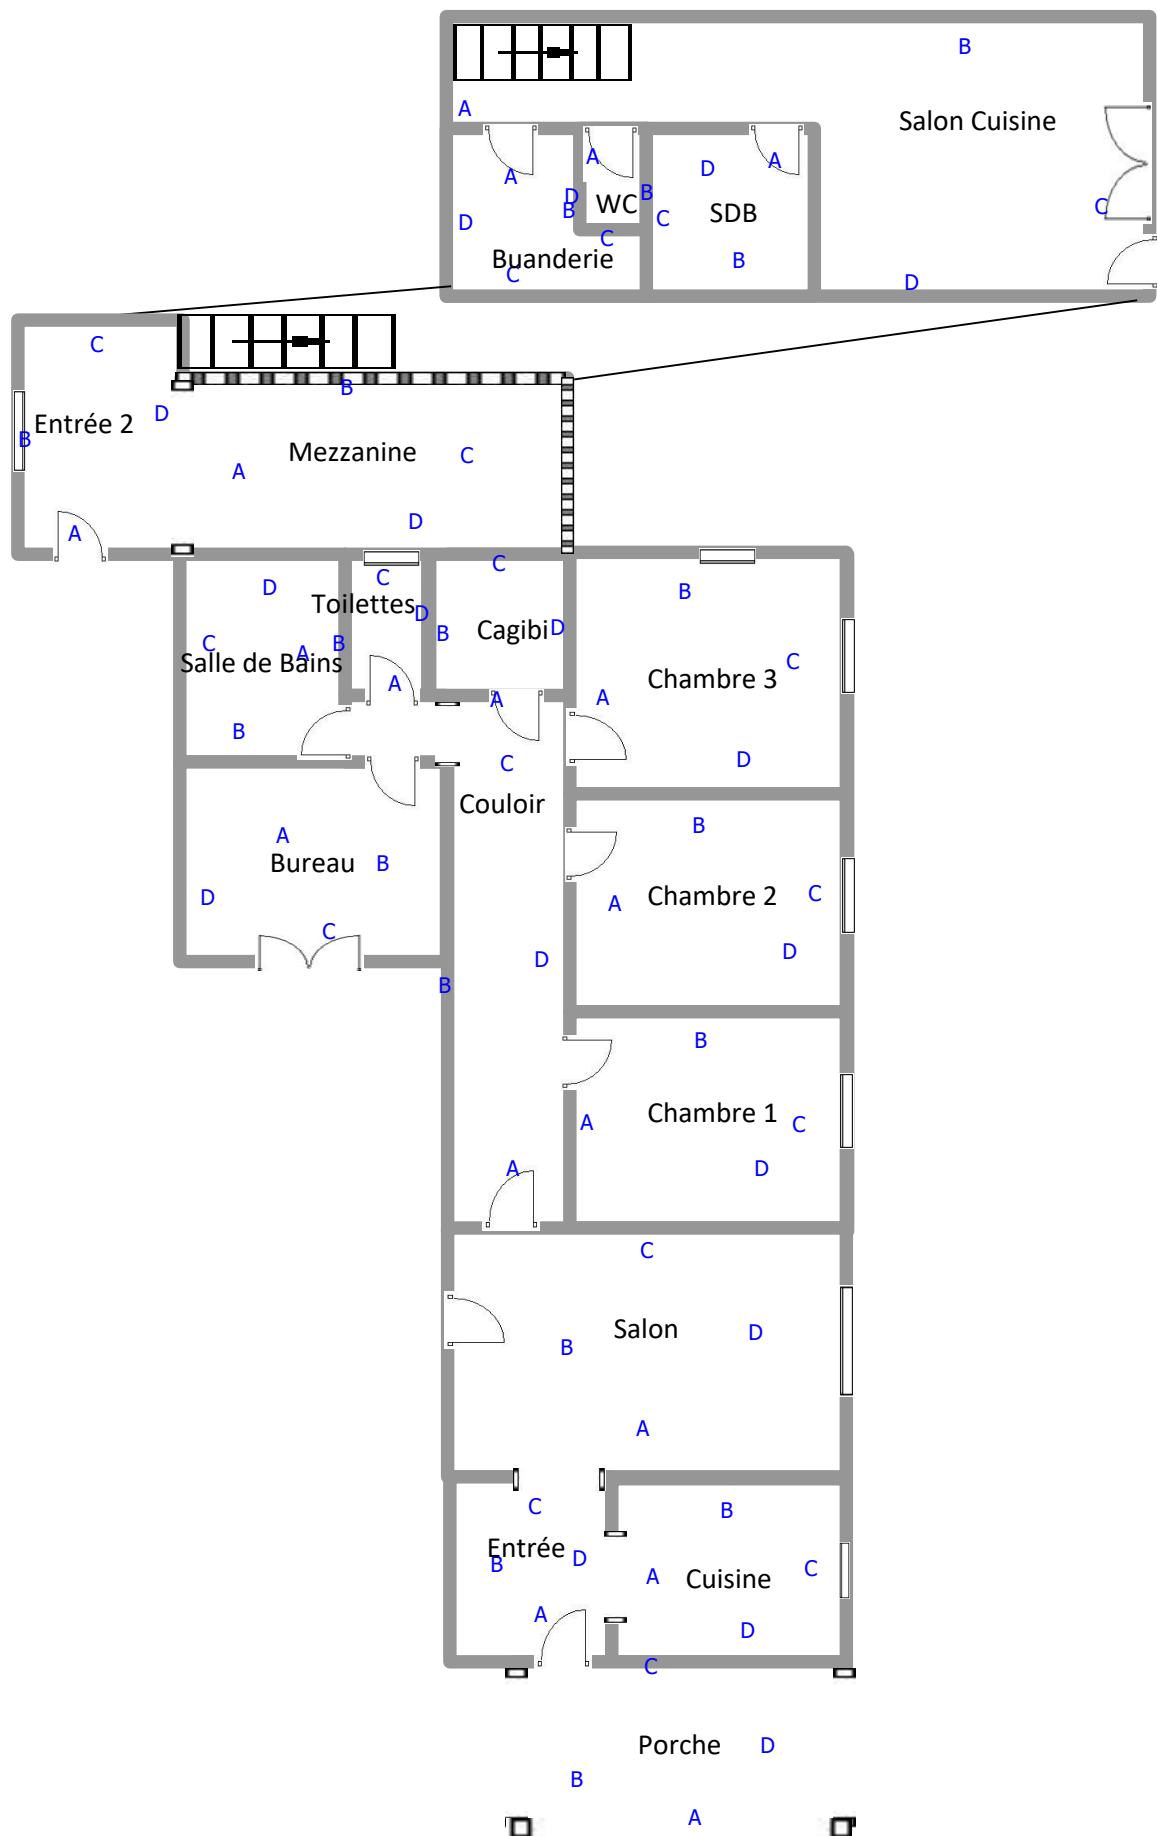 B
A
Salon Cuisine
A
A
D
A
D
B
B
WC
C
SDB
C
D
C
Buanderie
B
C
D
C
B
D
Entrée 2
B
Mezzanine
C
A
D
A
C
C
D
B
Toilettes
D
B
Cagibi
D
C
Salle de Bains
A
B
Chambre 3
C
A
A
A
B
C
D
Couloir
A
B
Bureau
B
D
A
Chambre 2
C
C
D
D
B
B
Chambre 1
A
C
A
D
C
Salon
D
B
A
C
B
Entrée
B
D
A
Cuisine
C
A
D
C
Porche
D
B
A